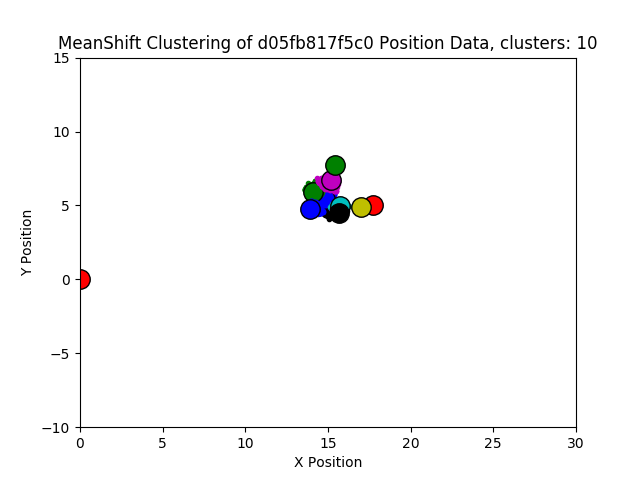 MeanShift Clustering of d05fb817f5c0 Position Data, clusters: 10
15
10
5
0
−5
−10
Y Position
0 5 10 15 20 25 30
X Position